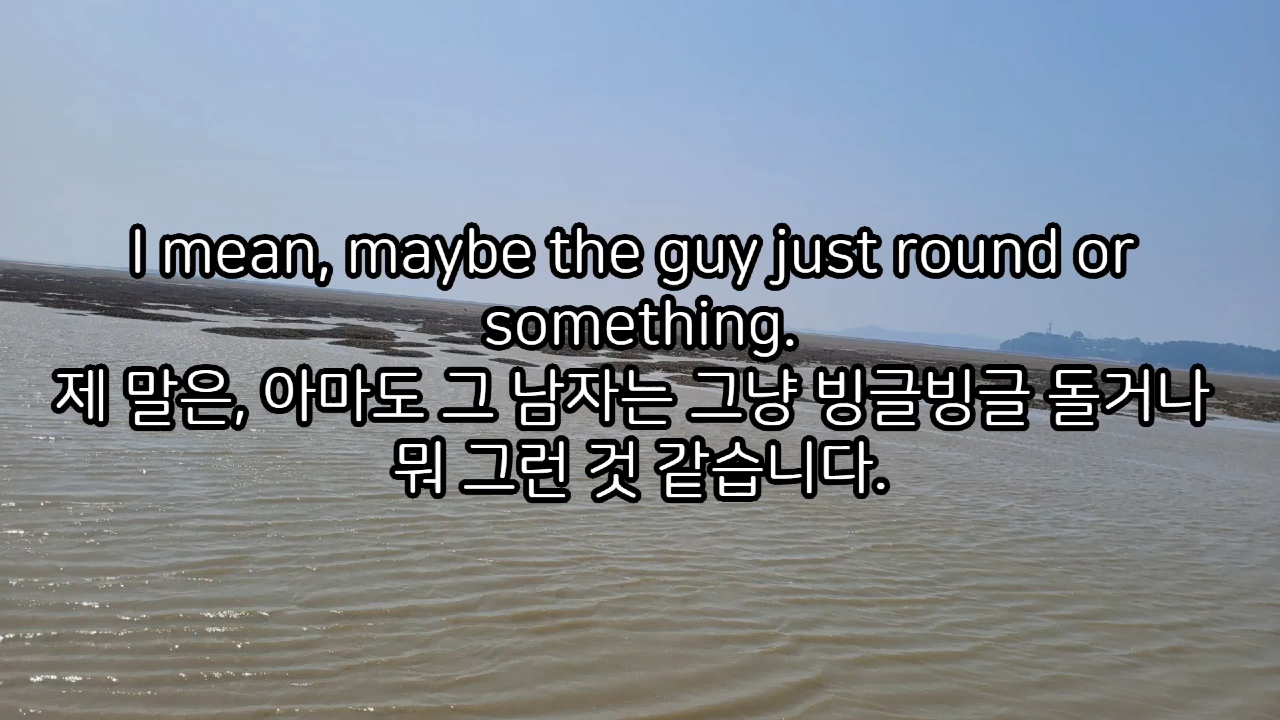 I mean, maybe the guy just round or
something.
제 말은, 아마도 그 남자는 그냥 빙글빙글 돌거나
뭐 그런 것 같습니다.